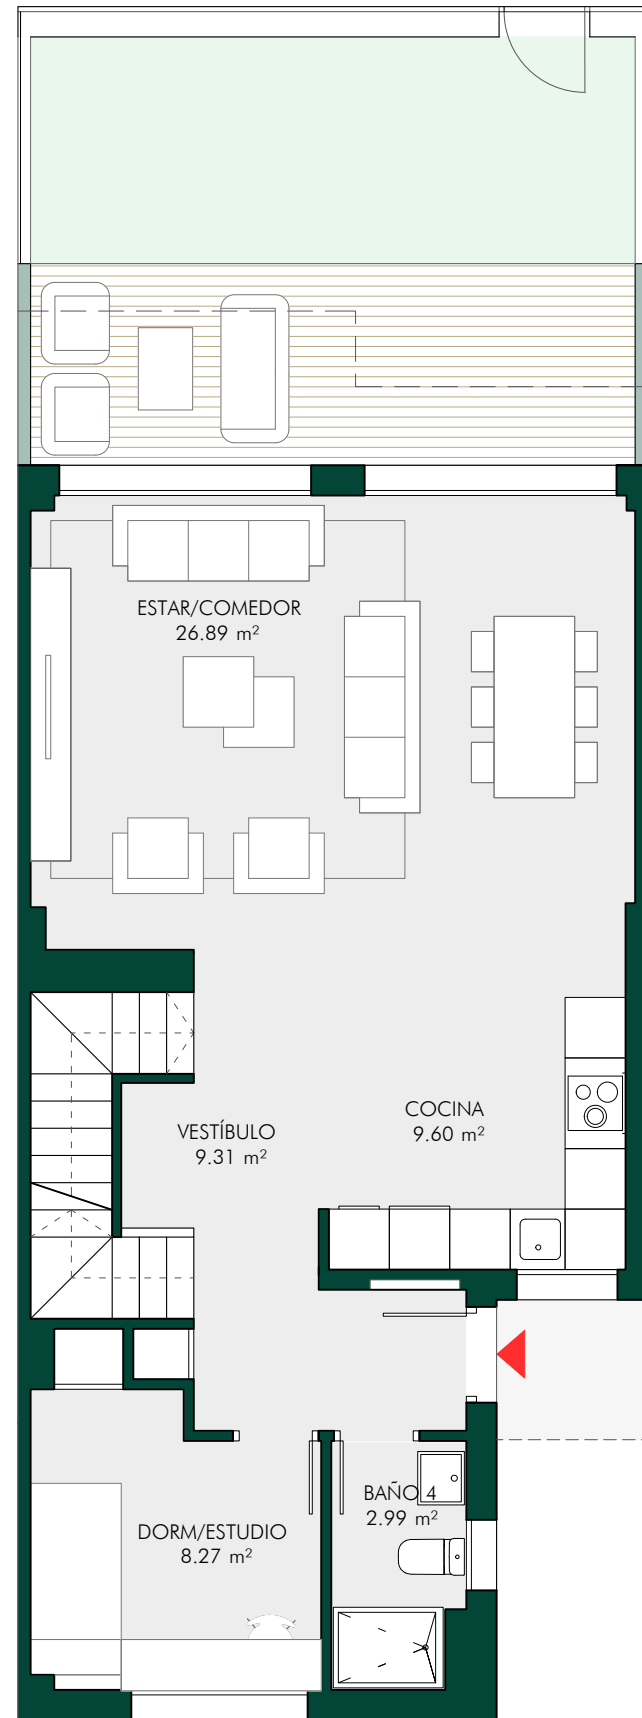 ESTAR/COMEDOR
26.89 m²
COCINA
9.60 m²
VESTÍBULO
9.31 m²
BAÑO 4
2.99 m²
DORM/ESTUDIO
8.27 m²